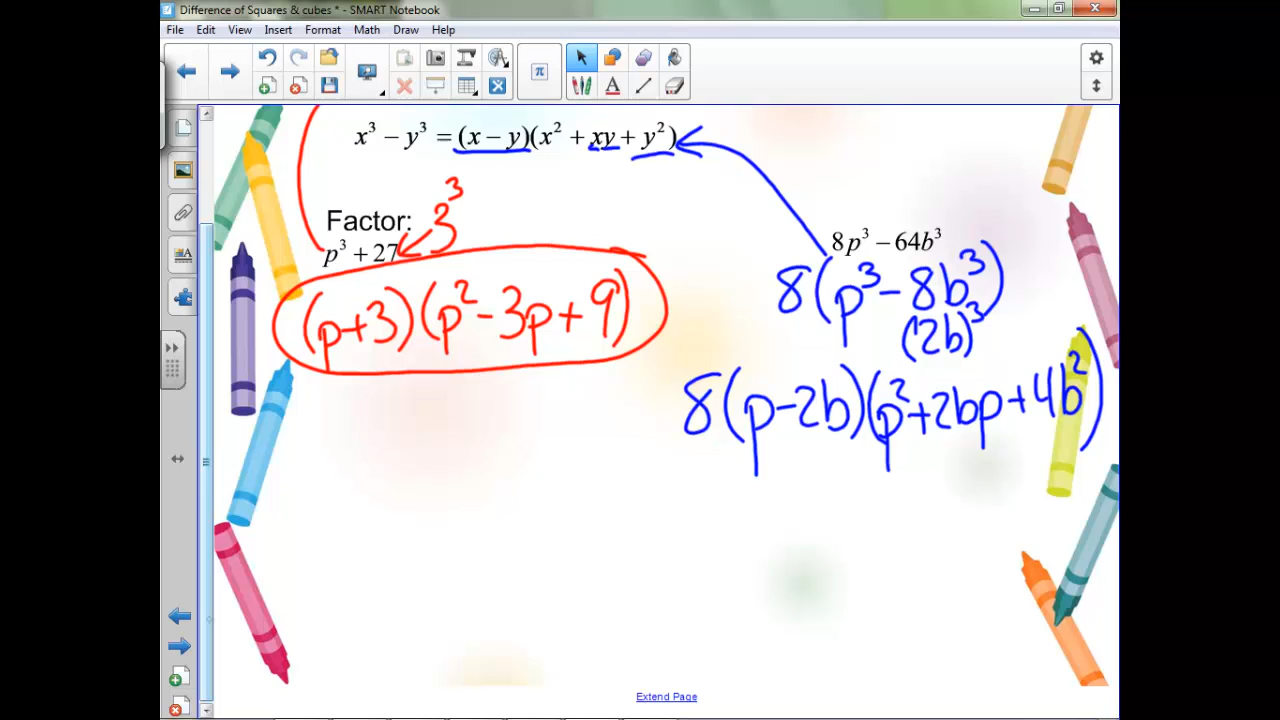 Difference of Squares & cubes * - SMART Notebook
File Edit View Insert Format Math Draw Help
π
x³ − y³ = (x − y)(x² + xy + y²)
Factor: 3³
p³ + 27
(p+3)(p²-3p+9)
8p³ − 64b³
8(p³-8b³)
(2b)³
8(p-2b)(p²+2bp+4b²)
Extend Page